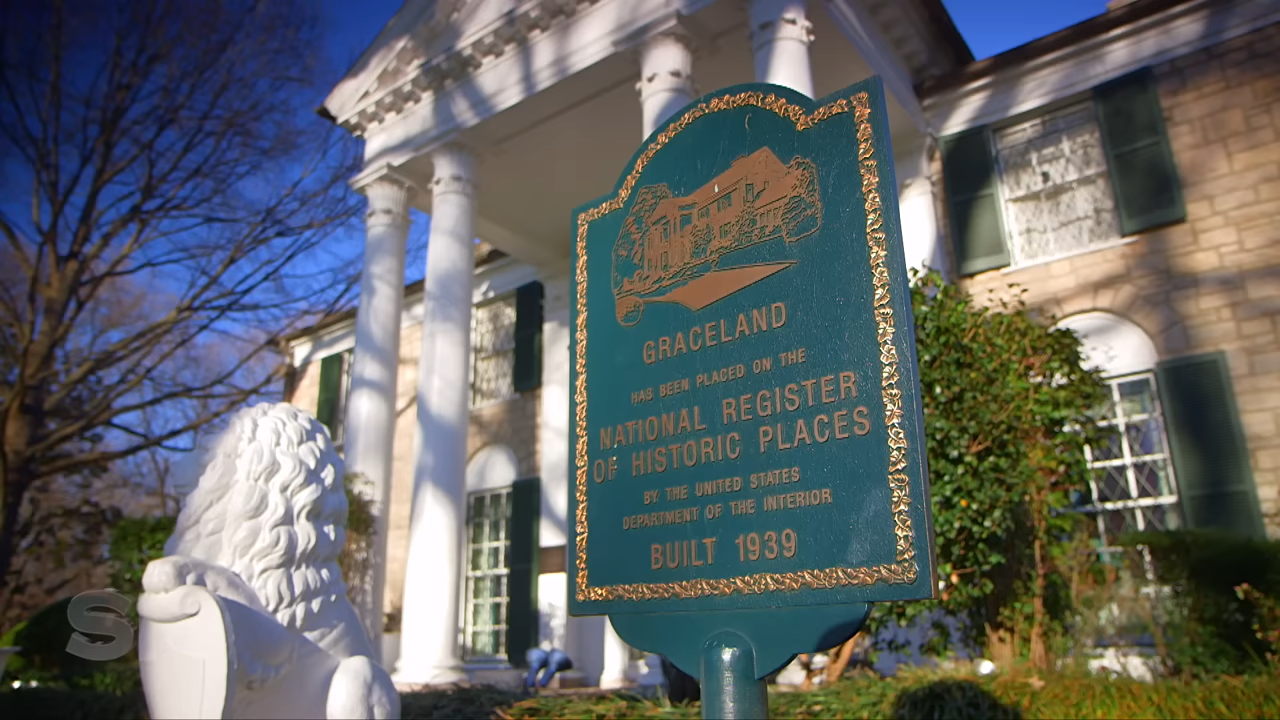 GRACELAND
HAS BEEN PLACED ON THE
NATIONAL REGISTER
OF HISTORIC PLACES
BY THE UNITED STATES
DEPARTMENT OF THE INTERIOR
BUILT 1939
S